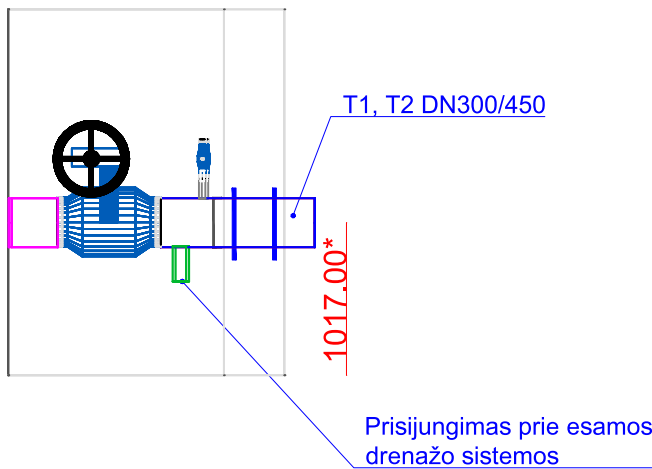 T1, T2 DN300/450
1017.00*
Prisijungimas prie esamos
drenažo sistemos